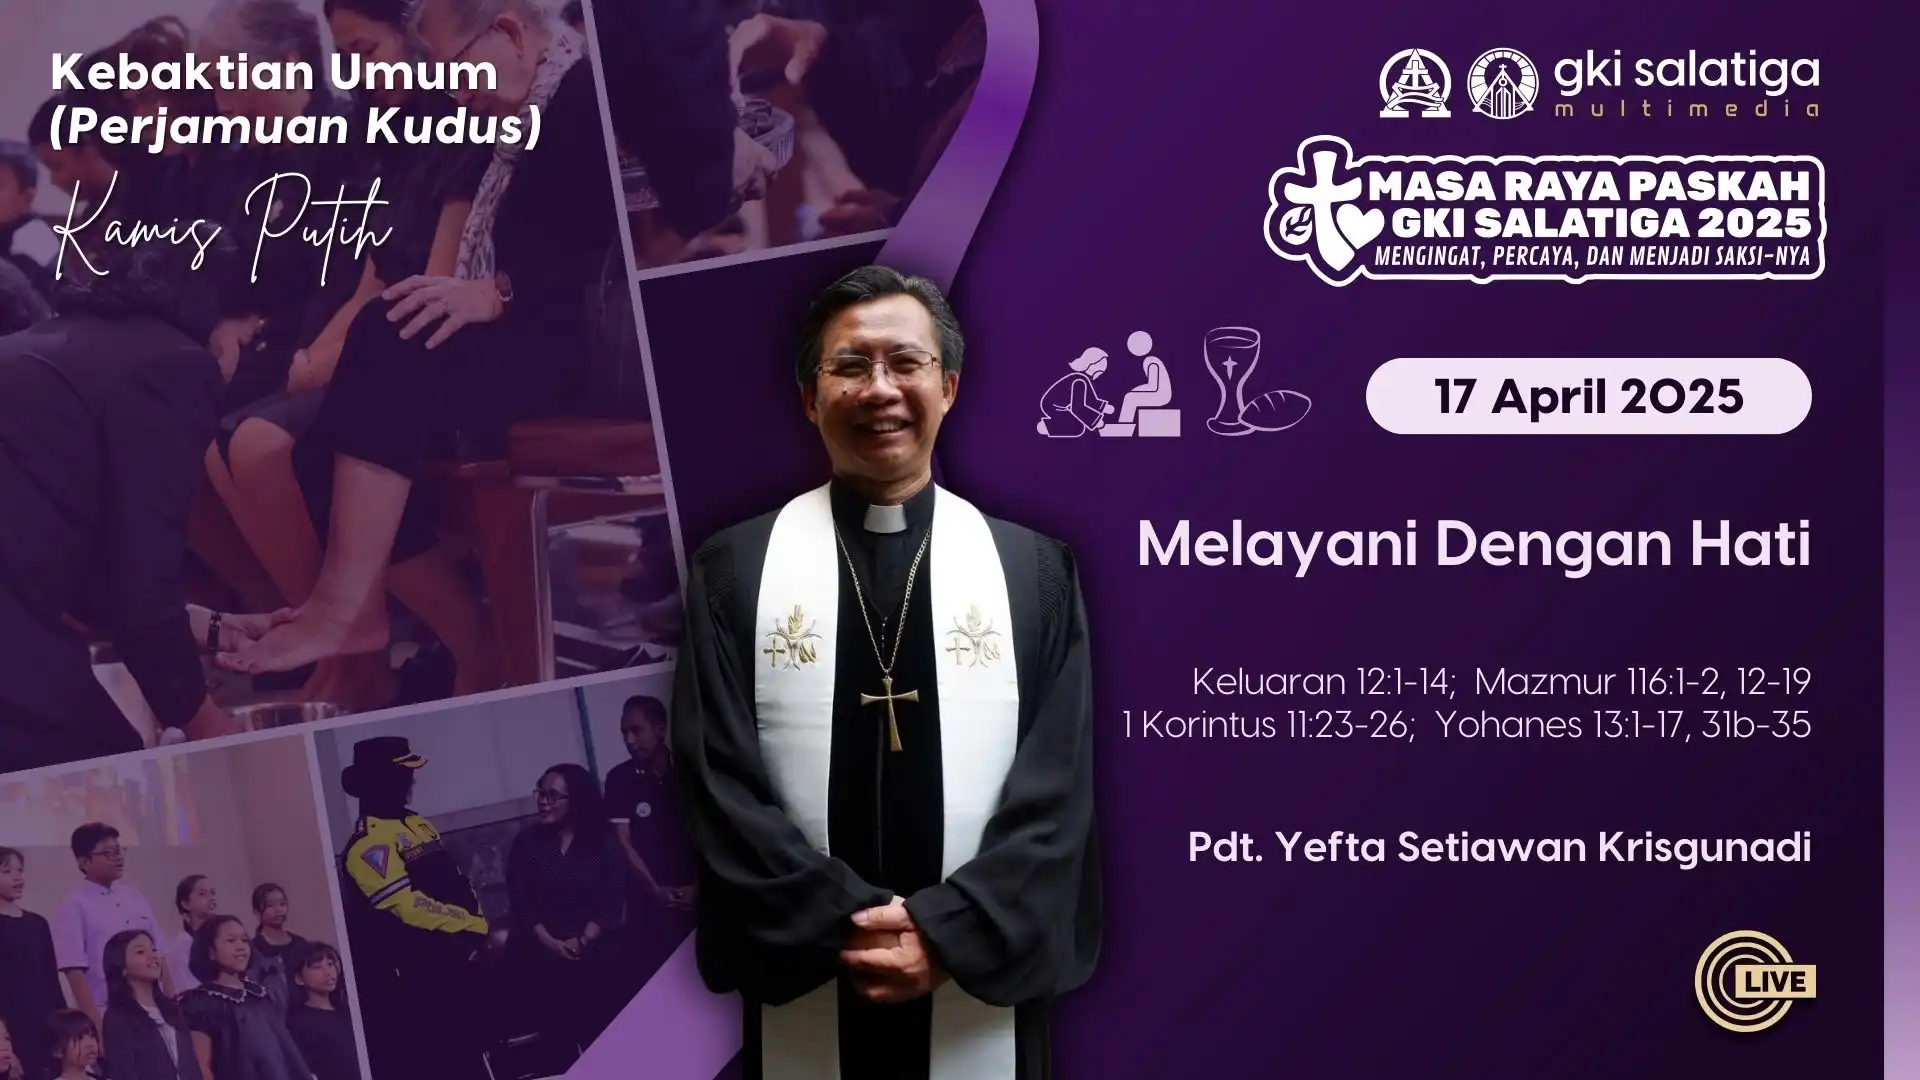 Kebaktian Umum
(Perjamuan Kudus)
Kamis Putih
gki salatiga
multimedia
MASA RAYA PASKAH
GKI SALATIGA 2025
MENGINGAT, PERCAYA, DAN MENJADI SAKSI-NYA
17 April 2025
Melayani Dengan Hati
Keluaran 12:1-14; Mazmur 116:1-2, 12-19
1 Korintus 11:23-26; Yohanes 13:1-17, 31b-35
Pdt. Yefta Setiawan Krisgunadi
LIVE